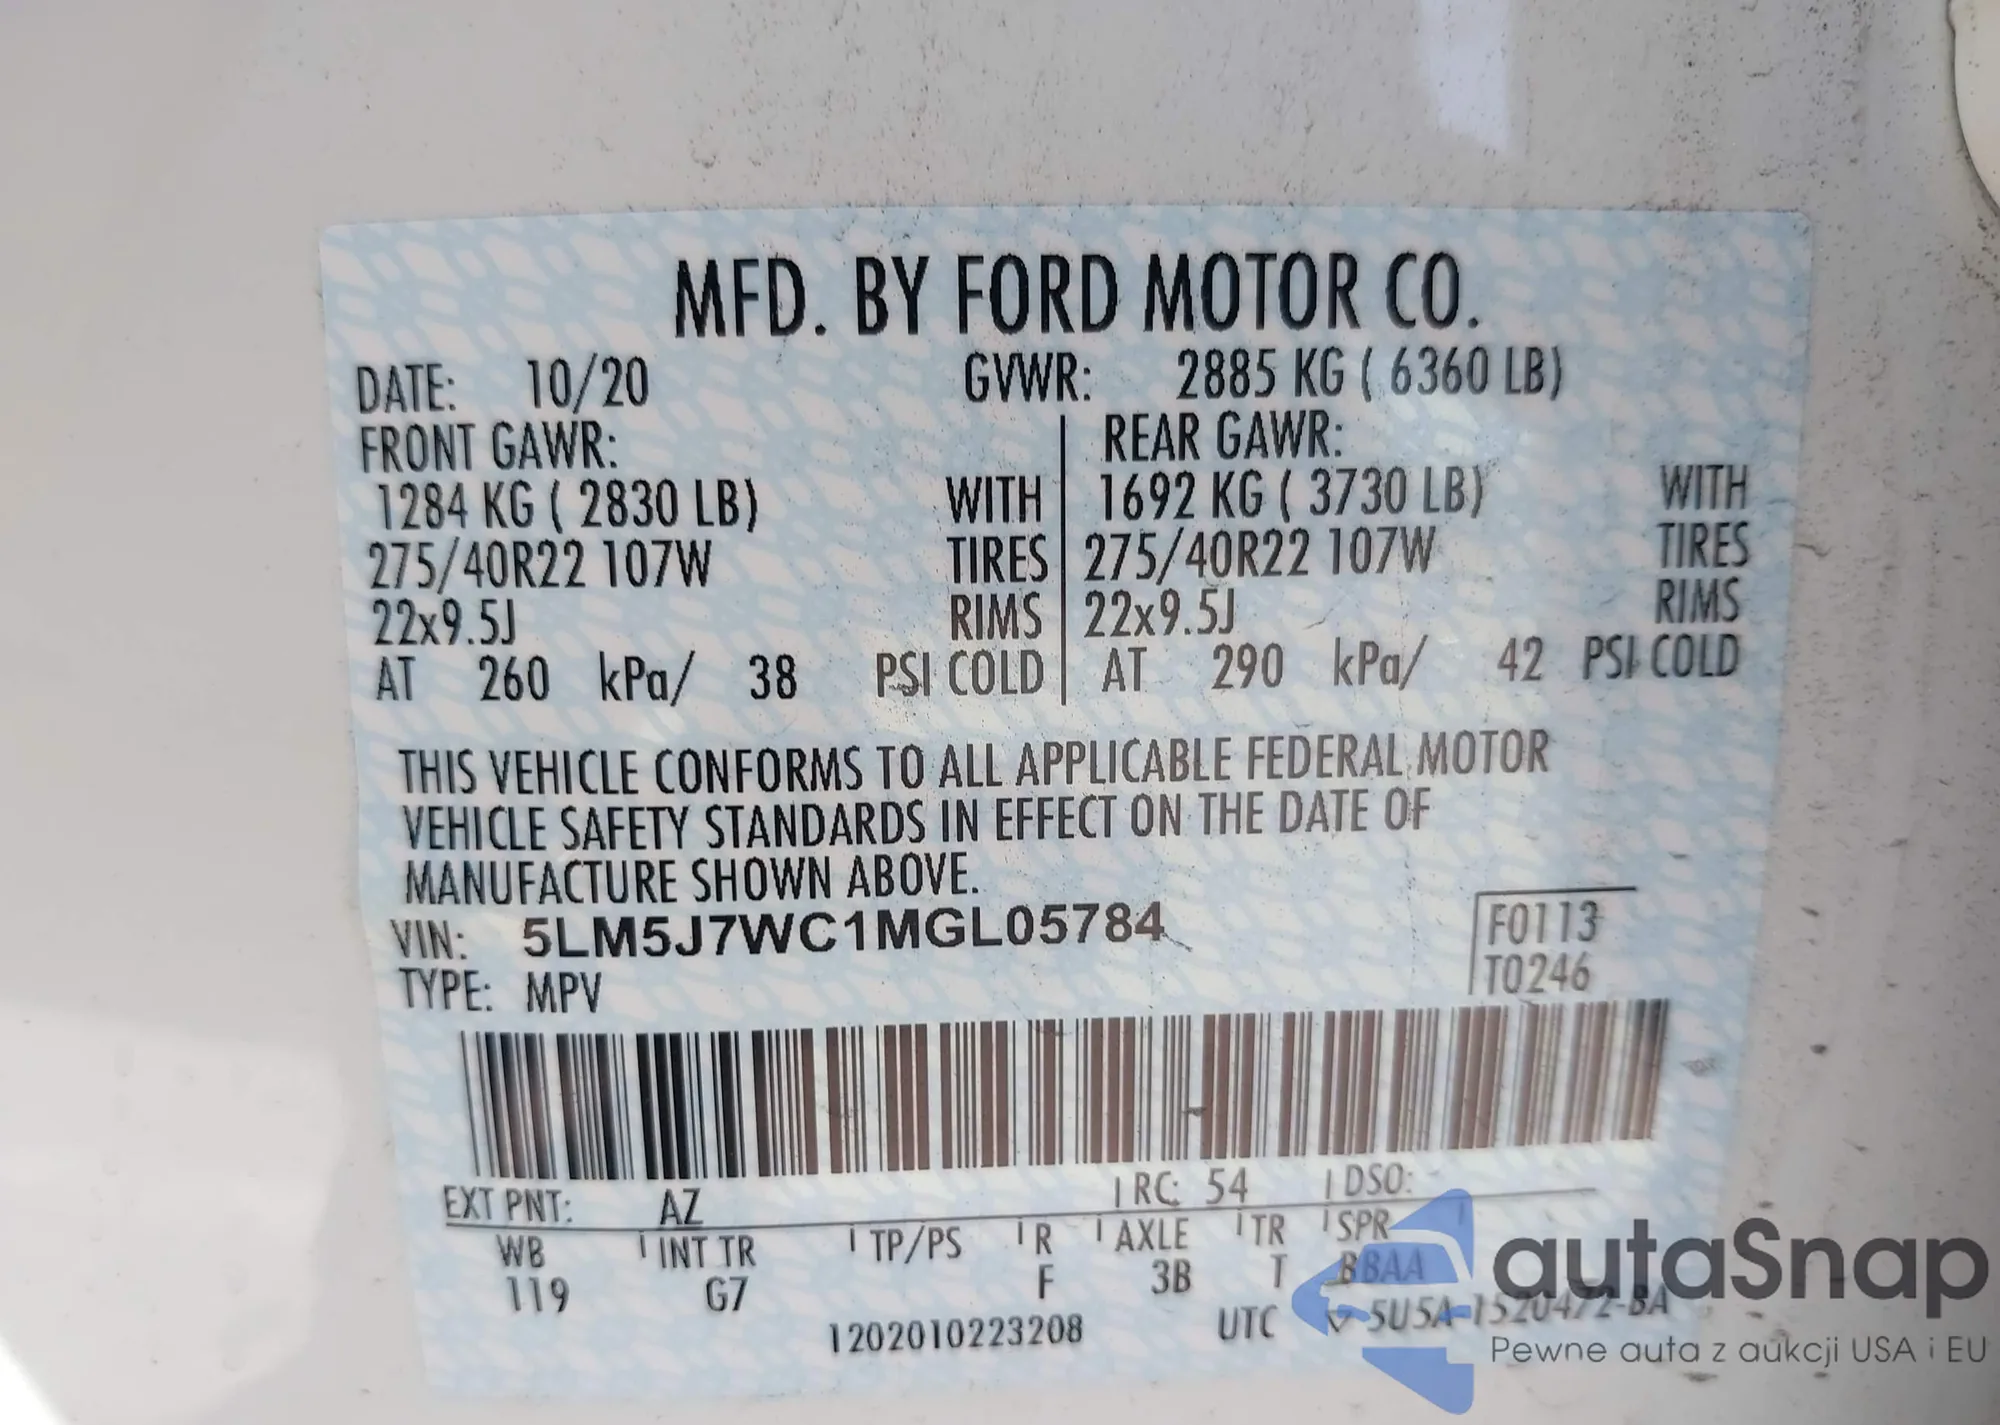 MFD. BY FORD MOTOR CO.
DATE: 10/20 GVWR: 2885 KG ( 6360 LB)
FRONT GAWR: REAR GAWR:
1284 KG ( 2830 LB) WITH 1692 KG ( 3730 LB) WITH
275/40R22 107W TIRES 275/40R22 107W TIRES
22x9.5J RIMS 22x9.5J RIMS
AT 260 kPa/ 38 PSI COLD AT 290 kPa/ 42 PSI COLD
THIS VEHICLE CONFORMS TO ALL APPLICABLE FEDERAL MOTOR
VEHICLE SAFETY STANDARDS IN EFFECT ON THE DATE OF
MANUFACTURE SHOWN ABOVE.
VIN: 5LM5J7WC1MGL05784 F0113
TYPE: MPV T0246
EXT PNT: AZ RC: 54 DSO:
WB INT TR TP/PS R AXLE TR SPR
119 G7 F 3B T BBAA
1202010223208 UTC 5U5A-1520472-BA
autaSnap
Pewne auta z aukcji USA i EU